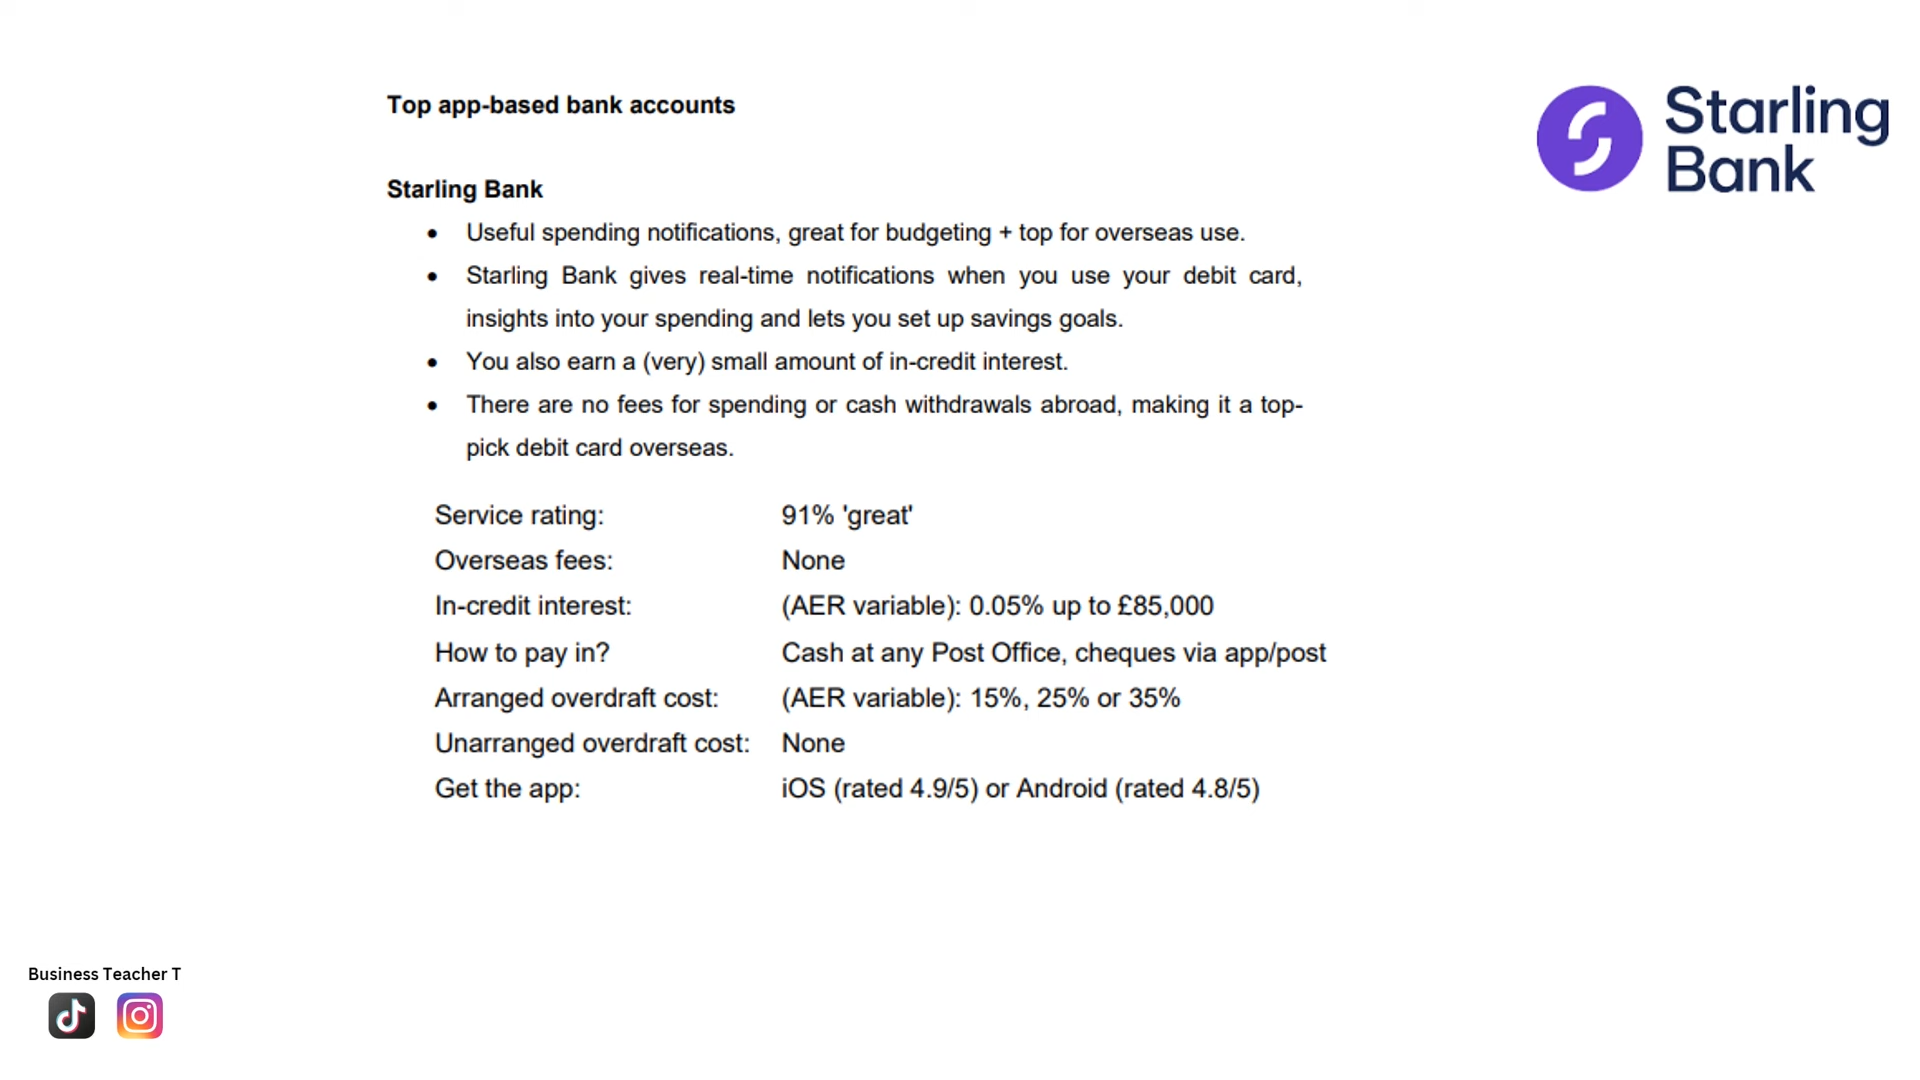 Top app-based bank accounts
Starling
Bank
Starling Bank
• Useful spending notifications, great for budgeting + top for overseas use.
• Starling Bank gives real-time notifications when you use your debit card,
insights into your spending and lets you set up savings goals.
• You also earn a (very) small amount of in-credit interest.
• There are no fees for spending or cash withdrawals abroad, making it a top-
pick debit card overseas.
Service rating: 91% 'great'
Overseas fees: None
In-credit interest: (AER variable): 0.05% up to £85,000
How to pay in? Cash at any Post Office, cheques via app/post
Arranged overdraft cost: (AER variable): 15%, 25% or 35%
Unarranged overdraft cost: None
Get the app: iOS (rated 4.9/5) or Android (rated 4.8/5)
Business Teacher T